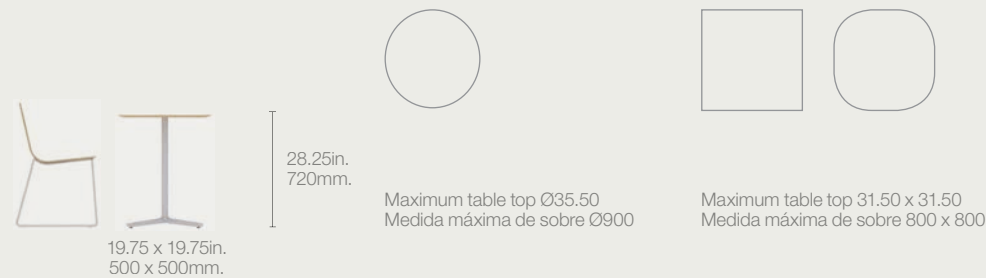 28.25in.
720mm.
19.75 x 19.75in.
500 x 500mm.
Maximum table top Ø35.50
Medida máxima de sobre Ø900
Maximum table top 31.50 x 31.50
Medida máxima de sobre 800 x 800